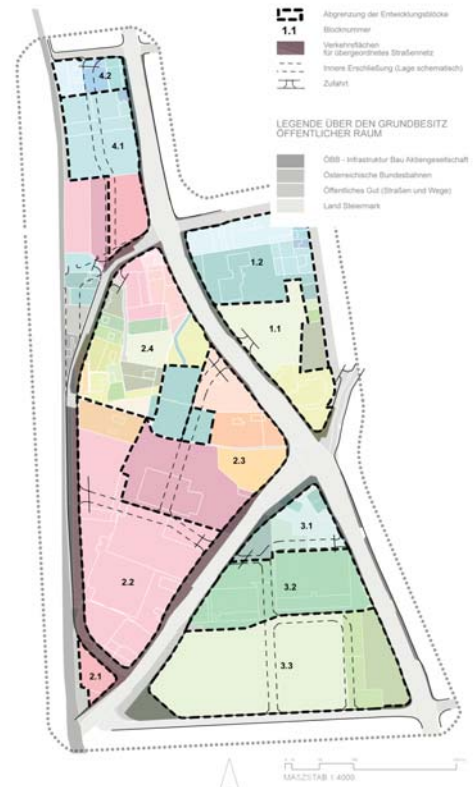 Abgrenzung der Entwicklungsblöcke
1.1 Blocknummer
Verkehrsflächen
für übergeordnetes Straßennetz
Innere Erschließung (Lage schematisch)
Zufahrt
LEGENDE ÜBER DEN GRUNDBESITZ
ÖFFENTLICHER RAUM
ÖBB - Infrastruktur Bau Aktiengesellschaft
Österreichische Bundesbahnen
Öffentliches Gut (Straßen und Wege)
Land Steiermark
4.2
4.1
1.2
1.1
2.4
2.3
3.1
2.2
3.2
3.3
2.1
MASZSTAB 1:4000